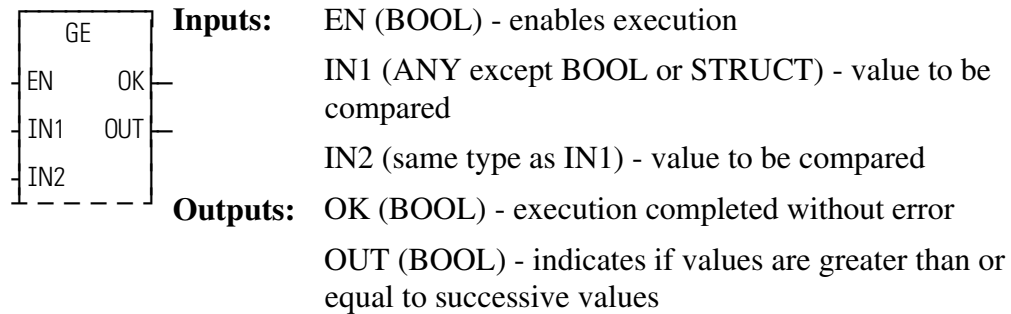 GE
EN OK
IN1 OUT
IN2
Inputs: EN (BOOL) - enables execution
IN1 (ANY except BOOL or STRUCT) - value to be
compared
IN2 (same type as IN1) - value to be compared
Outputs: OK (BOOL) - execution completed without error
OUT (BOOL) - indicates if values are greater than or
equal to successive values